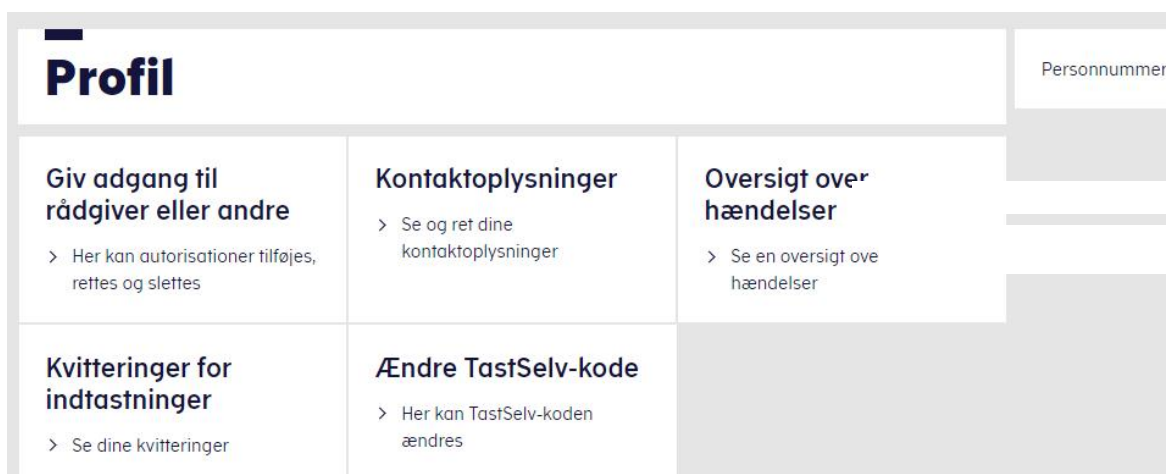 Profil
Personnummer
Giv adgang til
rådgiver eller andre
Her kan autorisationer tilføjes,
rettes og slettes
Kontaktoplysninger
Se og ret dine
kontaktoplysninger
Oversigt over
hændelser
Se en oversigt ove
hændelser
Kvitteringer for
indtastninger
Se dine kvitteringer
Ændre TastSelv-kode
Her kan TastSelv-koden
ændres